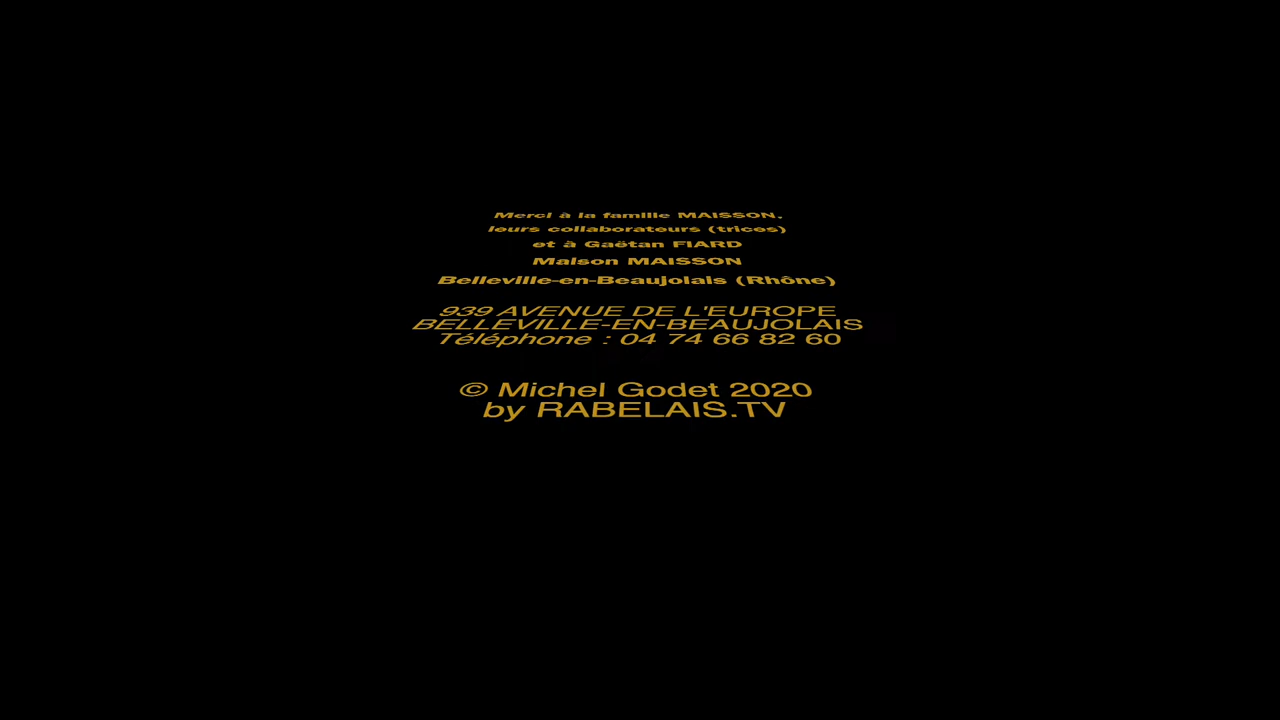 Merci à la famille MAISSON,
leurs collaborateurs (trices)
et à Gaëtan FIARD
Maison MAISSON
Belleville-en-Beaujolais (Rhône)
939 AVENUE DE L'EUROPE
BELLEVILLE-EN-BEAUJOLAIS
Téléphone : 04 74 66 82 60
© Michel Godet 2020
by RABELAIS.TV